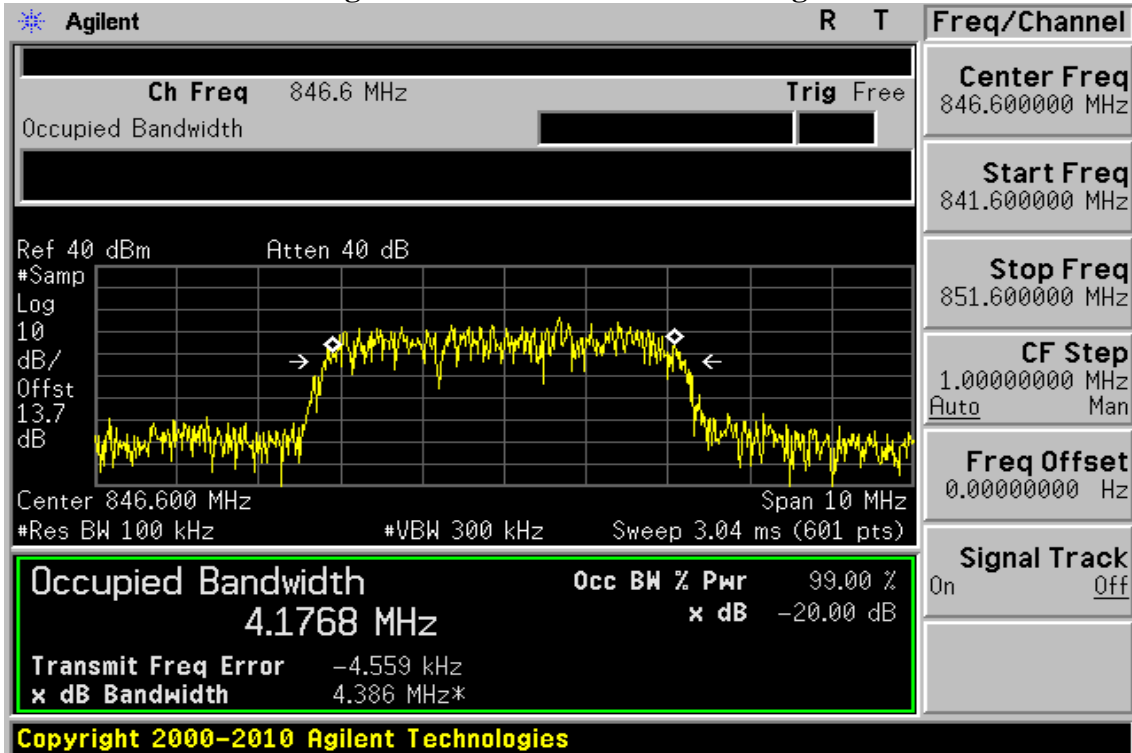 Agilent R T Freq/Channel
Ch Freq 846.6 MHz Trig Free
Occupied Bandwidth
Center Freq
846.600000 MHz
Start Freq
841.600000 MHz
Stop Freq
851.600000 MHz
CF Step
1.00000000 MHz
Auto Man
Freq Offset
0.00000000 Hz
Signal Track
On Off
Ref 40 dBm Atten 40 dB
#Samp
Log
10
dB/
Offst
13.7
dB
Center 846.600 MHz Span 10 MHz
#Res BW 100 kHz #VBW 300 kHz Sweep 3.04 ms (601 pts)
Occupied Bandwidth Occ BW % Pwr 99.00 %
4.1768 MHz x dB -20.00 dB
Transmit Freq Error -4.559 kHz
x dB Bandwidth 4.386 MHz*
Copyright 2000-2010 Agilent Technologies